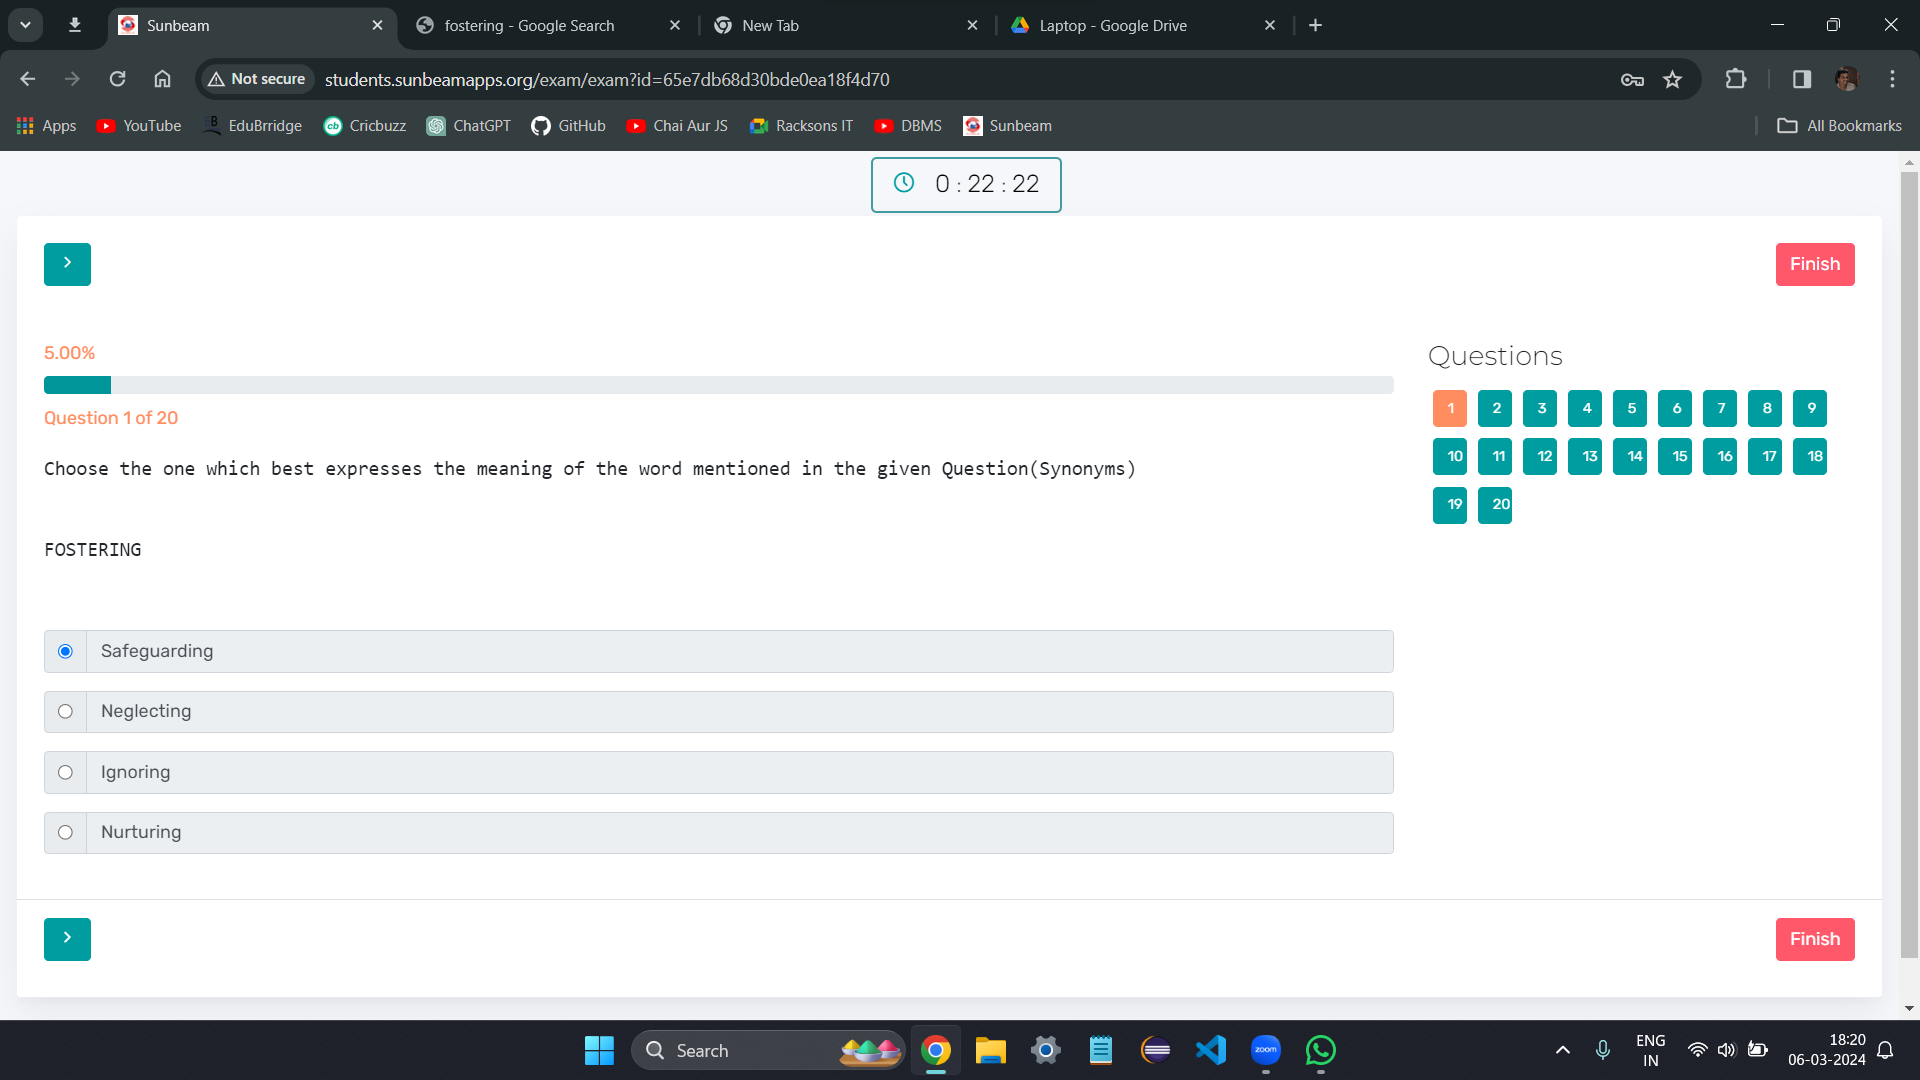 Sunbeam
fostering - Google Search
New Tab
Laptop - Google Drive
Not secure
students.sunbeamapps.org/exam/exam?id=65e7db68d30bde0ea18f4d70
Apps
YouTube
EduBrridge
Cricbuzz
ChatGPT
GitHub
Chai Aur JS
Racksons IT
DBMS
Sunbeam
All Bookmarks
0 : 22 : 22
Finish
5.00%
Question 1 of 20
Choose the one which best expresses the meaning of the word mentioned in the given Question(Synonyms)
FOSTERING
Safeguarding
Neglecting
Ignoring
Nurturing
Questions
1 2 3 4 5 6 7 8 9
10 11 12 13 14 15 16 17 18
19 20
Finish
Search
zoom
ENG
IN
18:20
06-03-2024